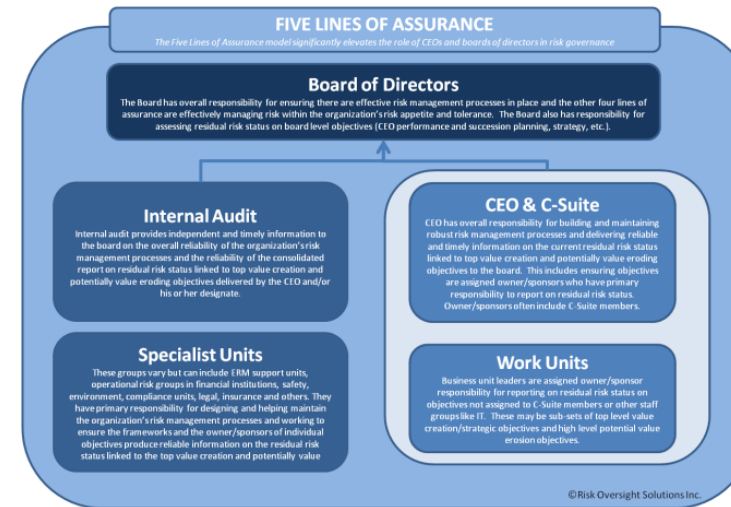 FIVE LINES OF ASSURANCE
The Five Lines of Assurance model significantly elevates the role of CEOs and boards of directors in risk governance
Board of Directors
The Board has overall responsibility for ensuring there are effective risk management processes in place and the other four lines of
assurance are effectively managing risk within the organization's risk appetite and tolerance. The Board also has responsibility for
assessing residual risk status on board level objectives (CEO performance and succession planning, strategy, etc.).
Internal Audit
Internal audit provides independent and timely information to
the board on the overall reliability of the organization's risk
management processes and the reliability of the consolidated
report on residual risk status linked to top value creation and
potentially value eroding objectives delivered by the CEO and/or
his or her designate.
CEO & C-Suite
CEO has overall responsibility for building and maintaining
robust risk management processes and delivering reliable
and timely information on the current residual risk status
linked to top value creation and potentially value eroding
objectives to the board. This includes ensuring objectives
are assigned owner/sponsors who have primary
responsibility to report on residual risk status.
Owner/sponsors often include C-Suite members.
Specialist Units
These groups vary but can include ERM support units,
operational risk groups in financial institutions, safety,
environment, compliance units, legal, insurance and others. They
have primary responsibility for designing and helping maintain
the organization's risk management processes and working to
ensure the frameworks and the owner/sponsors of individual
objectives produce reliable information on the residual risk
status linked to the top value creation and potentially value
Work Units
Business unit leaders are assigned owner/sponsor
responsibility for reporting on residual risk status on
objectives not assigned to C-Suite members or other staff
groups like IT. These may be sub-sets of top level value
creation/strategic objectives and high level potential value
erosion objectives.
©Risk Oversight Solutions Inc.